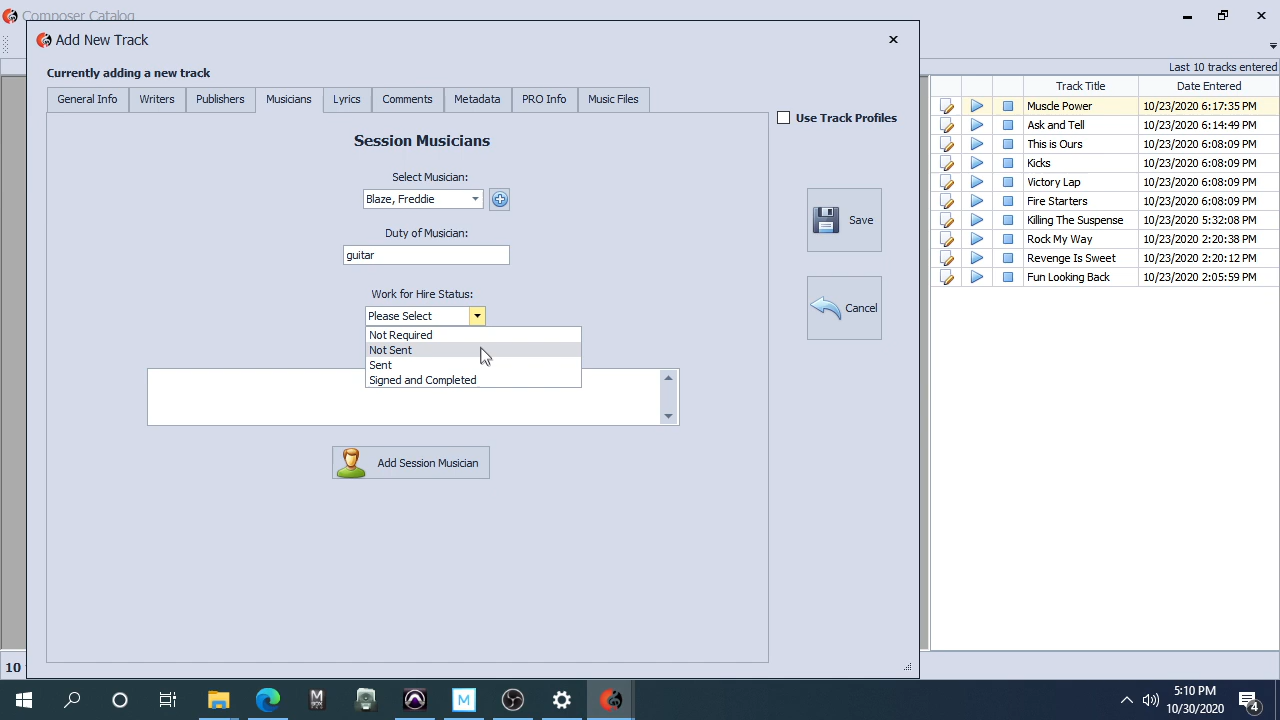 Composer Catalog
Add New Track
Currently adding a new track
General Info
Writers
Publishers
Musicians
Lyrics
Comments
Metadata
PRO Info
Music Files
Session Musicians
Select Musician:
Blaze, Freddie
Duty of Musician:
guitar
Work for Hire Status:
Please Select
Not Required
Not Sent
Sent
Signed and Completed
Add Session Musician
Use Track Profiles
Save
Cancel
Last 10 tracks entered
Track Title Date Entered
Muscle Power 10/23/2020 6:17:35 PM
Ask and Tell 10/23/2020 6:14:49 PM
This is Ours 10/23/2020 6:08:09 PM
Kicks 10/23/2020 6:08:09 PM
Victory Lap 10/23/2020 6:08:09 PM
Fire Starters 10/23/2020 6:08:09 PM
Killing The Suspense 10/23/2020 5:32:08 PM
Rock My Way 10/23/2020 2:20:38 PM
Revenge Is Sweet 10/23/2020 2:20:12 PM
Fun Looking Back 10/23/2020 2:05:59 PM
10
M
5:10 PM
10/30/2020
4